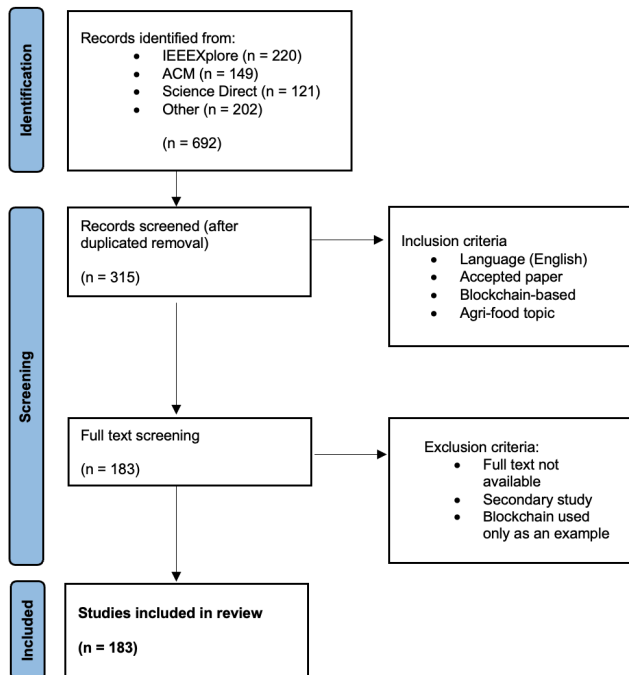 Identification
Records identified from:
• IEEEXplore (n = 220)
• ACM (n = 149)
• Science Direct (n = 121)
• Other (n = 202)
(n = 692)
Screening
Records screened (after
duplicated removal)
(n = 315)
Inclusion criteria
• Language (English)
• Accepted paper
• Blockchain-based
• Agri-food topic
Full text screening
(n = 183)
Exclusion criteria:
• Full text not
available
• Secondary study
• Blockchain used
only as an example
Included
Studies included in review
(n = 183)